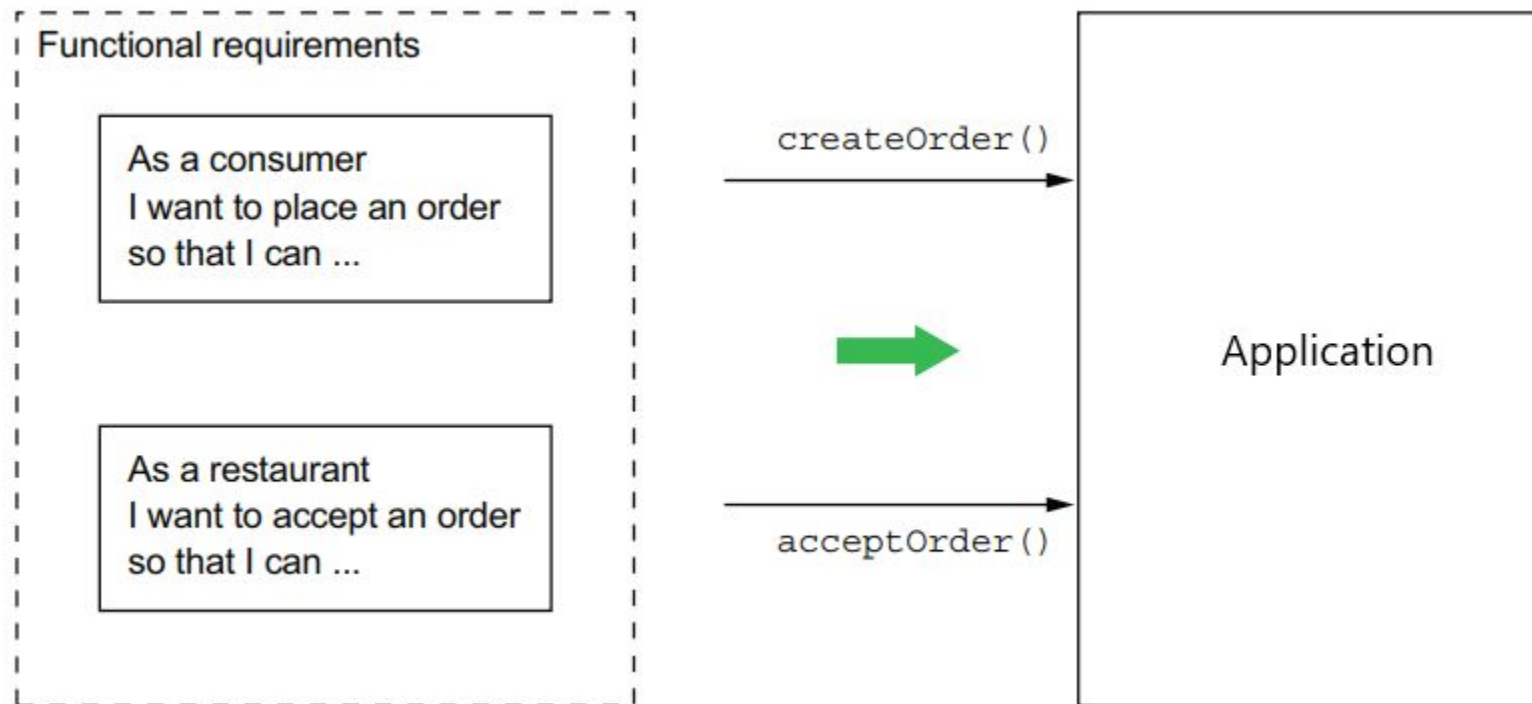 Functional requirements
As a consumer
I want to place an order
so that I can ...
As a restaurant
I want to accept an order
so that I can ...
createOrder()
acceptOrder()
Application